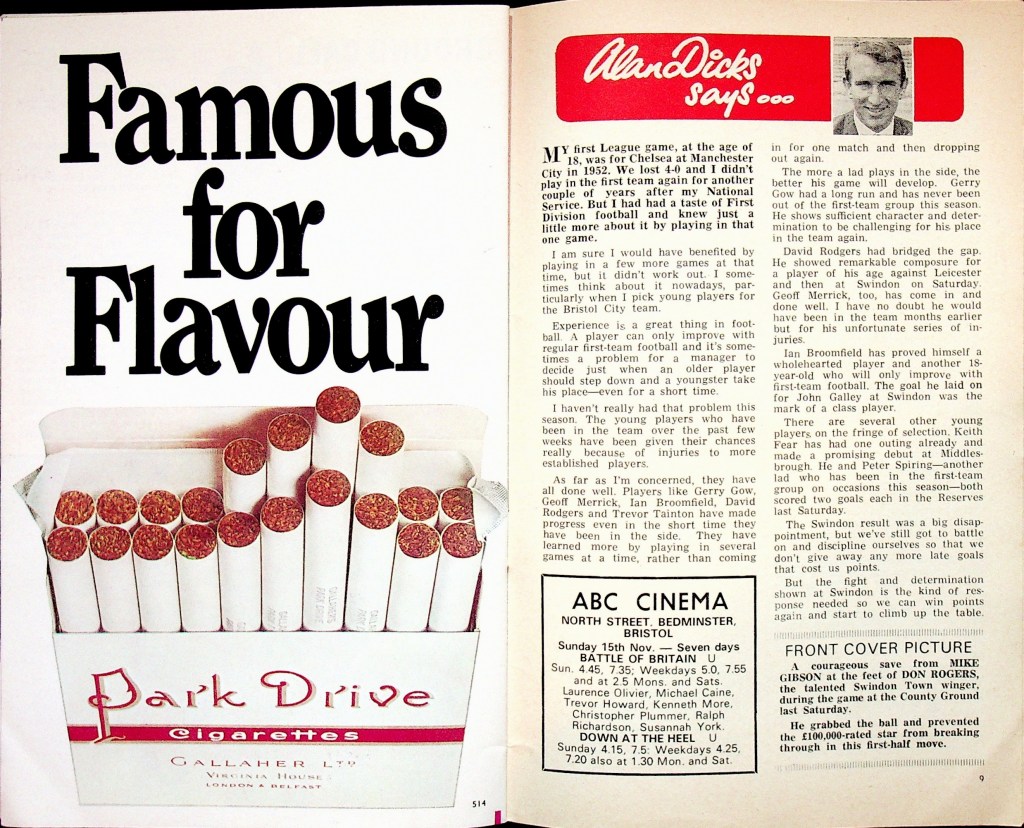 Famous
for
Flavour
Park Drive
Cigarettes
GALLAHER LTD
VIRGINIA HOUSE
LONDON & BELFAST
514
Alan Dicks
says...
MY first League game, at the age of
18, was for Chelsea at Manchester
City in 1952. We lost 4-0 and I didn't
play in the first team again for another
couple of years after my National
Service. But I had had a taste of First
Division football and knew just a
little more about it by playing in that
one game.
I am sure I would have benefited by
playing in a few more games at that
time, but it didn't work out. I some-
times think about it nowadays, par-
ticularly when I pick young players for
the Bristol City team.
Experience is a great thing in foot-
ball. A player can only improve with
regular first-team football and it's some-
times a problem for a manager to
decide just when an older player
should step down and a youngster take
his place—even for a short time.
I haven't really had that problem this
season. The young players who have
been in the team over the past few
weeks have been given their chances
really because of injuries to more
established players.
As far as I'm concerned, they have
all done well. Players like Gerry Gow,
Geoff Merrick, Ian Broomfield, David
Rodgers and Trevor Tainton have made
progress even in the short time they
have been in the side. They have
learned more by playing in several
games at a time, rather than coming
ABC CINEMA
NORTH STREET. BEDMINSTER,
BRISTOL
Sunday 15th Nov. — Seven days
BATTLE OF BRITAIN U
Sun. 4.45, 7.35; Weekdays 5.0, 7.55
and at 2.5 Mons. and Sats.
Laurence Olivier, Michael Caine,
Trevor Howard, Kenneth More,
Christopher Plummer, Ralph
Richardson, Susannah York.
DOWN AT THE HEEL U
Sunday 4.15, 7.5: Weekdays 4.25,
7.20 also at 1.30 Mon. and Sat.
in for one match and then dropping
out again.
The more a lad plays in the side, the
better his game will develop. Gerry
Gow had a long run and has never been
out of the first-team group this season.
He shows sufficient character and deter-
mination to be challenging for his place
in the team again.
David Rodgers had bridged the gap.
He showed remarkable composure for
a player of his age against Leicester
and then at Swindon on Saturday.
Geoff Merrick, too, has come in and
done well. I have no doubt he would
have been in the team months earlier
but for his unfortunate series of in-
juries.
Ian Broomfield has proved himself a
wholehearted player and another 18-
year-old who will only improve with
first-team football. The goal he laid on
for John Galley at Swindon was the
mark of a class player.
There are several other young
players on the fringe of selection. Keith
Fear has had one outing already and
made a promising debut at Middles-
brough. He and Peter Spiring—another
lad who has been in the first-team
group on occasions this season—both
scored two goals each in the Reserves
last Saturday.
The Swindon result was a big disap-
pointment, but we've still got to battle
on and discipline ourselves so that we
don't give away any more late goals
that cost us points.
But the fight and determination
shown at Swindon is the kind of res-
ponse needed so we can win points
again and start to climb up the table.
FRONT COVER PICTURE
A courageous save from MIKE
GIBSON at the feet of DON ROGERS,
the talented Swindon Town winger,
during the game at the County Ground
last Saturday.
He grabbed the ball and prevented
the £100,000-rated star from breaking
through in this first-half move.
9